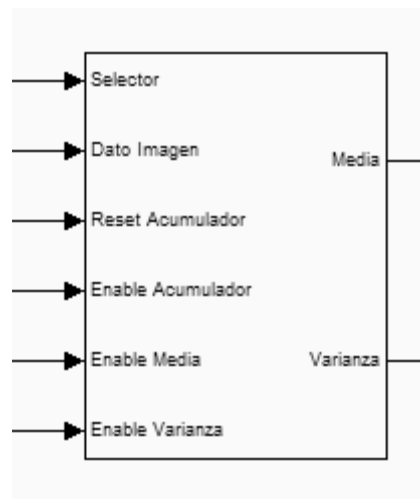 Selector
Dato Imagen
Media
Reset Acumulador
Enable Acumulador
Enable Media
Varianza
Enable Varianza